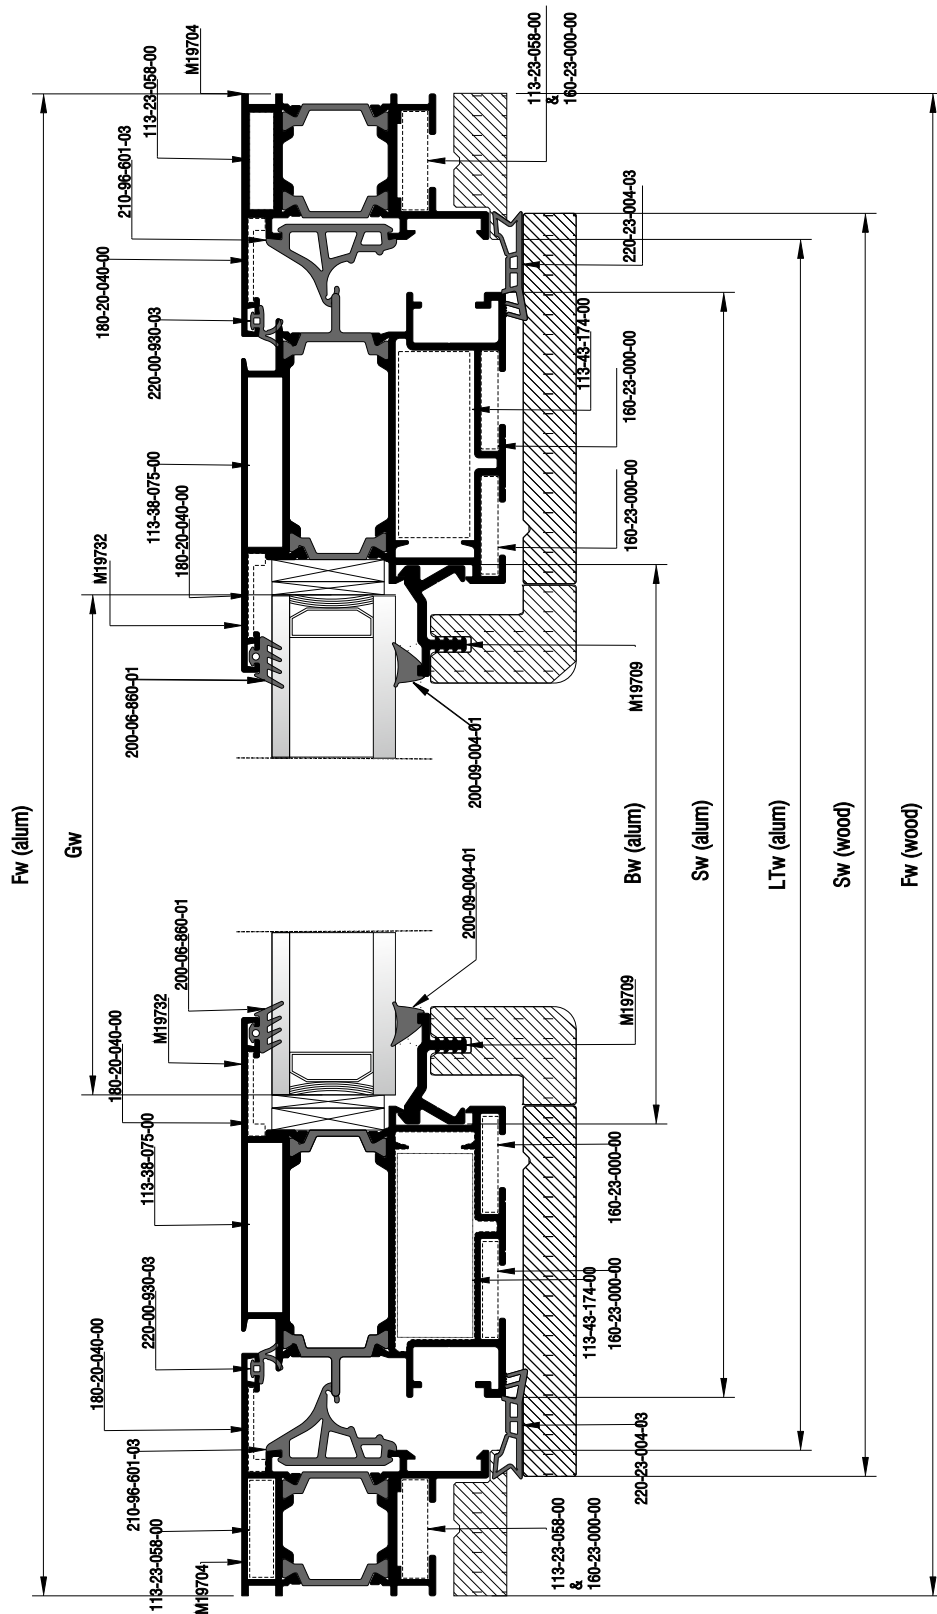 M19704
113-23-058-00
210-96-601-03
180-20-040-00
220-00-930-03
113-38-075-00
180-20-040-00
M19732
200-06-860-01
113-23-058-00
&
160-23-000-00
220-23-004-03
113-43-174-00
160-23-000-00
160-23-000-00
M19709
200-09-004-01
Fw (alum)
Gw
Bw (alum)
Sw (alum)
LTw (alum)
Sw (wood)
Fw (wood)
200-09-004-01
200-06-860-01
M19732
180-20-040-00
113-38-075-00
220-00-930-03
180-20-040-00
210-96-601-03
113-23-058-00
M19704
M19709
160-23-000-00
113-43-174-00
160-23-000-00
220-23-004-03
113-23-058-00
&
160-23-000-00